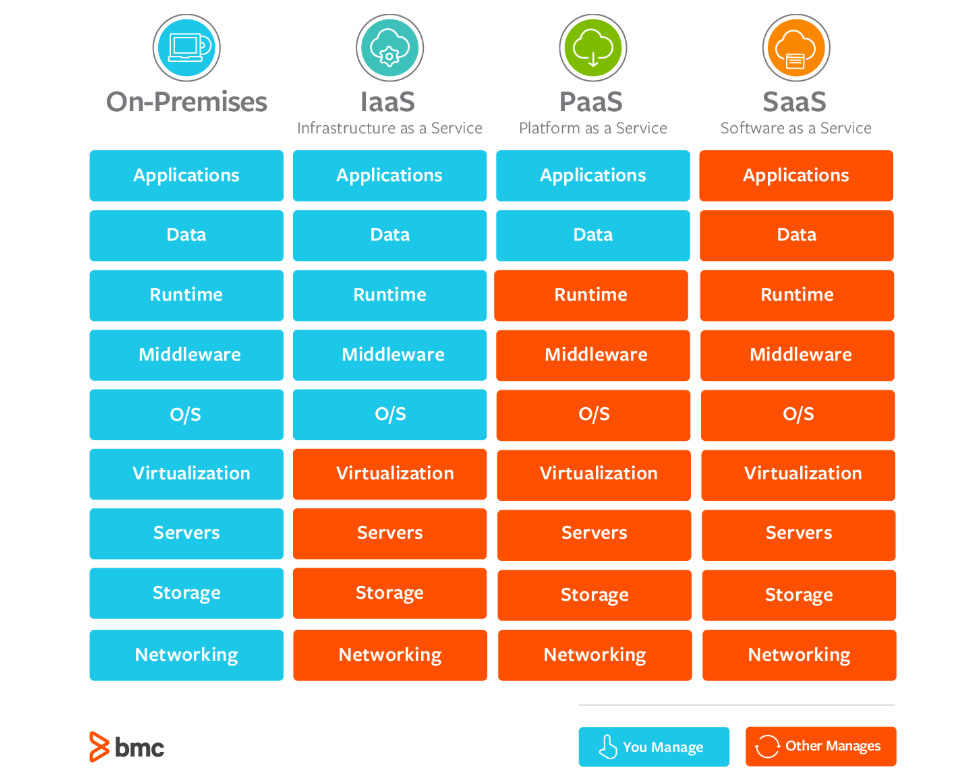 On-Premises
IaaS
Infrastructure as a Service
PaaS
Platform as a Service
SaaS
Software as a Service
Applications Applications Applications Applications
Data Data Data Data
Runtime Runtime Runtime Runtime
Middleware Middleware Middleware Middleware
O/S O/S O/S O/S
Virtualization Virtualization Virtualization Virtualization
Servers Servers Servers Servers
Storage Storage Storage Storage
Networking Networking Networking Networking
bmc
You Manage
Other Manages